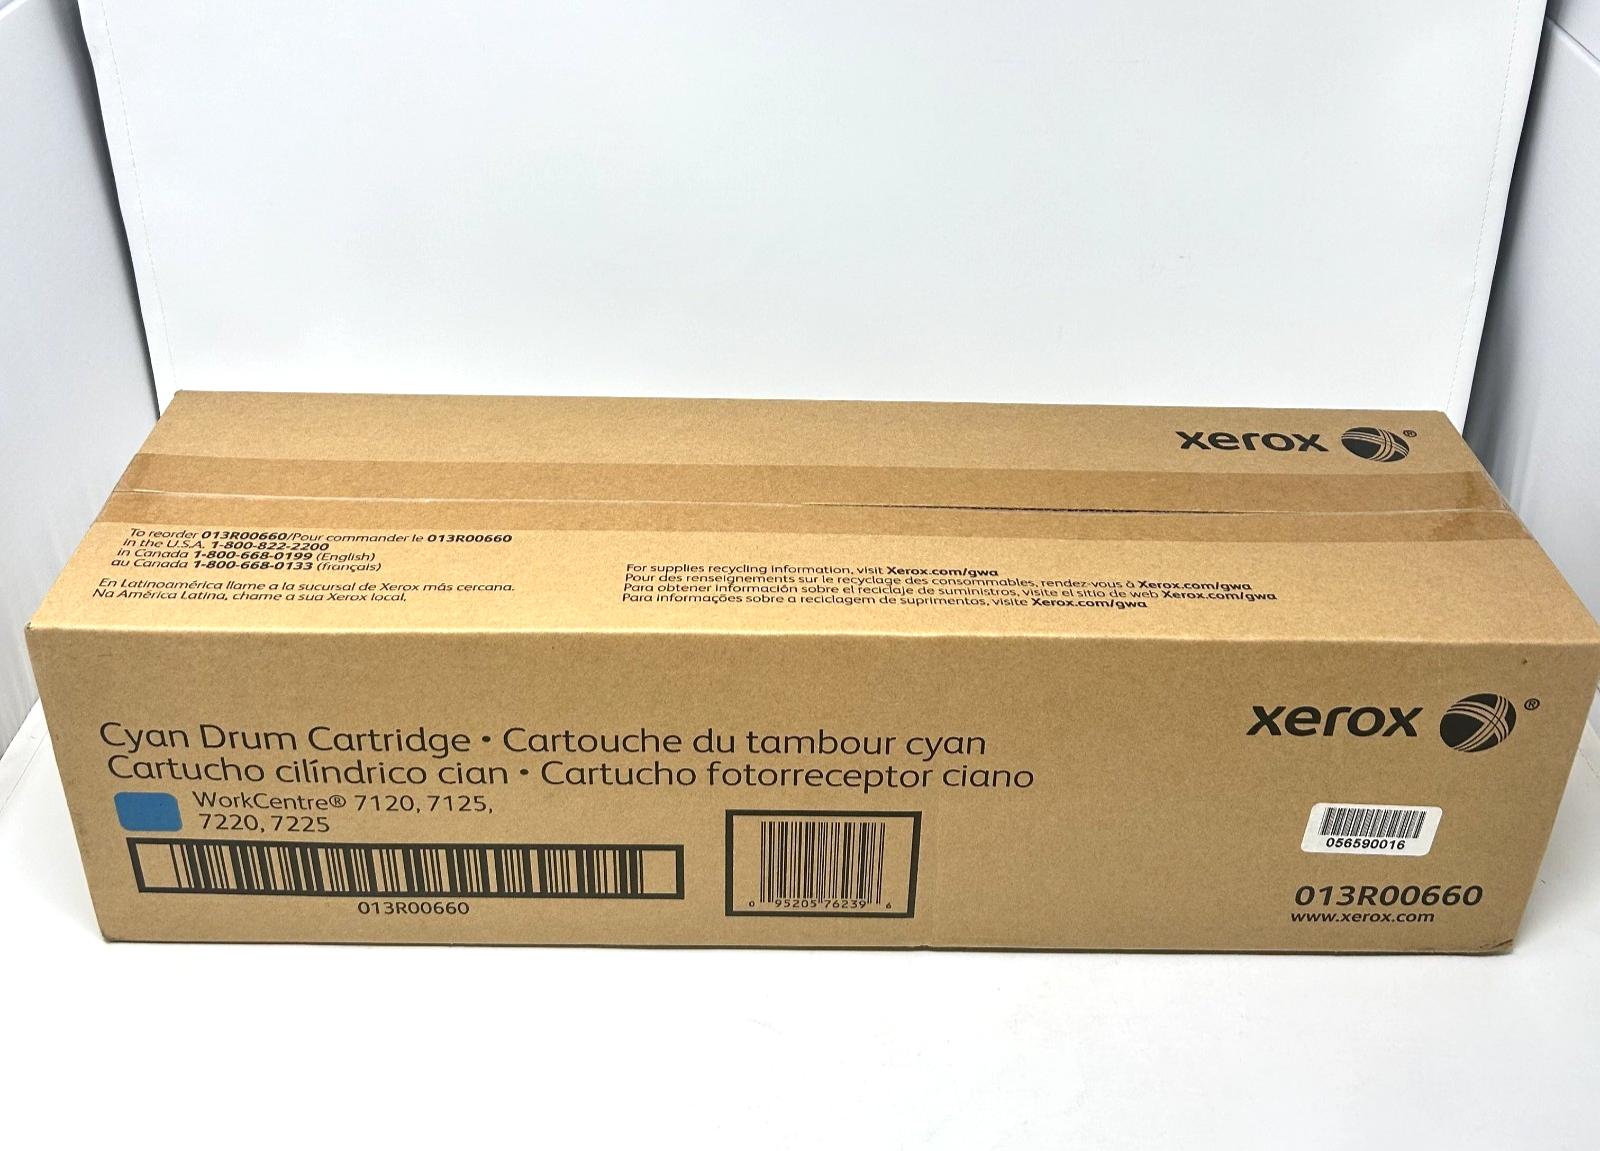 xerox ®
To reorder 013R00660/Pour commander le 013R00660
in the U.S.A. 1-800-822-2200
in Canada 1-800-668-0199 (English)
au Canada 1-800-668-0133 (français)
En Latinoamérica llame a la sucursal de Xerox más cercana.
Na América Latina, chame a sua Xerox local.
For supplies recycling information, visit Xerox.com/gwa
Pour des renseignements sur le recyclage des consommables, rendez-vous à Xerox.com/gwa
Para obtener información sobre el reciclaje de suministros, visite el sitio de web Xerox.com/gwa
Para informações sobre a reciclagem de suprimentos, visite Xerox.com/gwa
xerox ®
Cyan Drum Cartridge • Cartouche du tambour cyan
Cartucho cilíndrico cian • Cartucho fotorreceptor ciano
WorkCentre® 7120, 7125,
7220, 7225
013R00660
0 95205 76239 6
056590016
013R00660
www.xerox.com